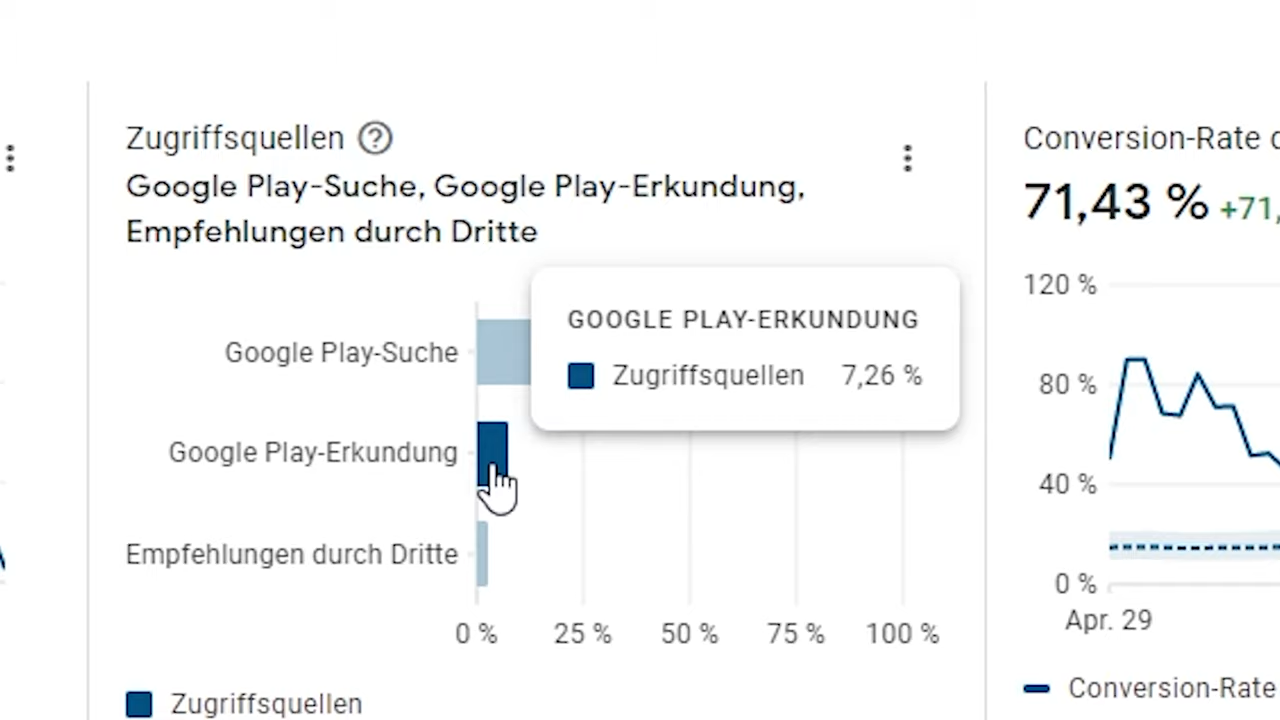 Zugriffsquellen
Google Play-Suche, Google Play-Erkundung,
Empfehlungen durch Dritte
GOOGLE PLAY-ERKUNDUNG
Zugriffsquellen 7,26 %
Google Play-Suche
Google Play-Erkundung
Empfehlungen durch Dritte
0 % 25 % 50 % 75 % 100 %
Zugriffsquellen
Conversion-Rate
71,43 % +71,
120 %
80 %
40 %
0 %
Apr. 29
Conversion-Rate